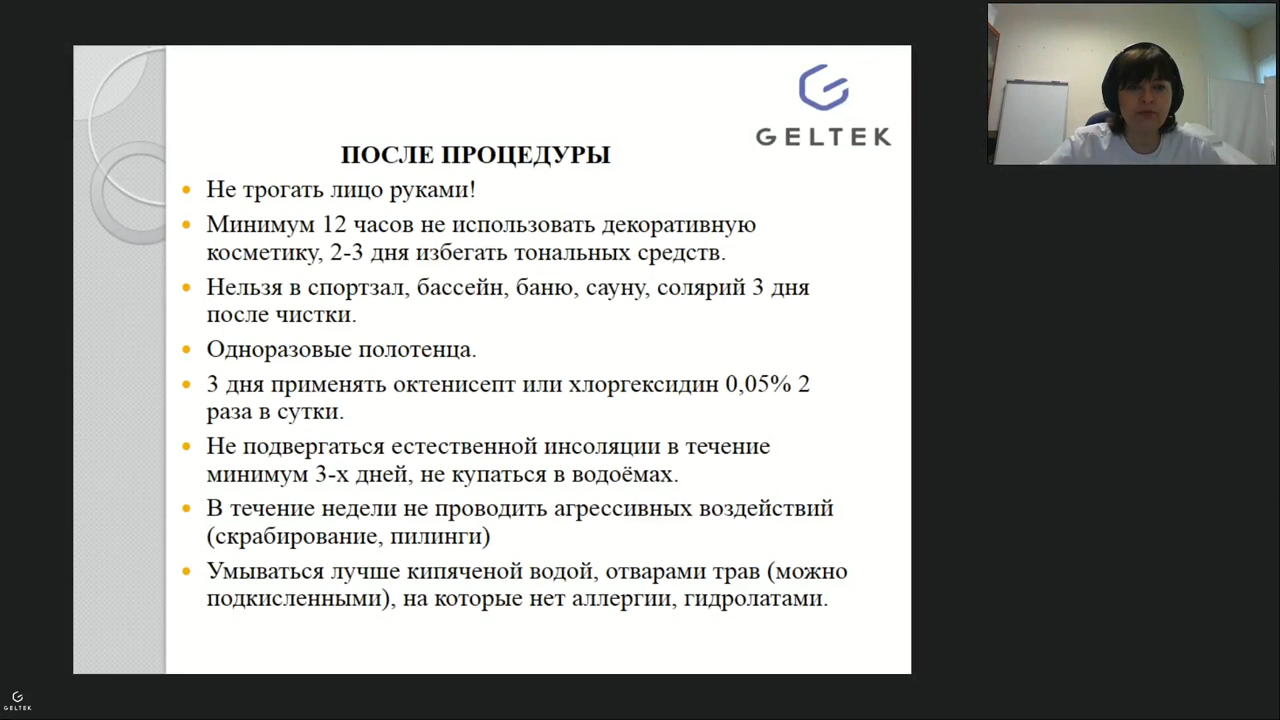 GELTEK
ПОСЛЕ ПРОЦЕДУРЫ
Не трогать лицо руками!
Минимум 12 часов не использовать декоративную
косметику, 2-3 дня избегать тональных средств.
Нельзя в спортзал, бассейн, баню, сауну, солярий 3 дня
после чистки.
Одноразовые полотенца.
3 дня применять октенисепт или хлоргексидин 0,05% 2
раза в сутки.
Не подвергаться естественной инсоляции в течение
минимум 3-х дней, не купаться в водоёмах.
В течение недели не проводить агрессивных воздействий
(скрабирование, пилинги)
Умываться лучше кипяченой водой, отварами трав (можно
подкисленными), на которые нет аллергии, гидролатами.
GELTEK